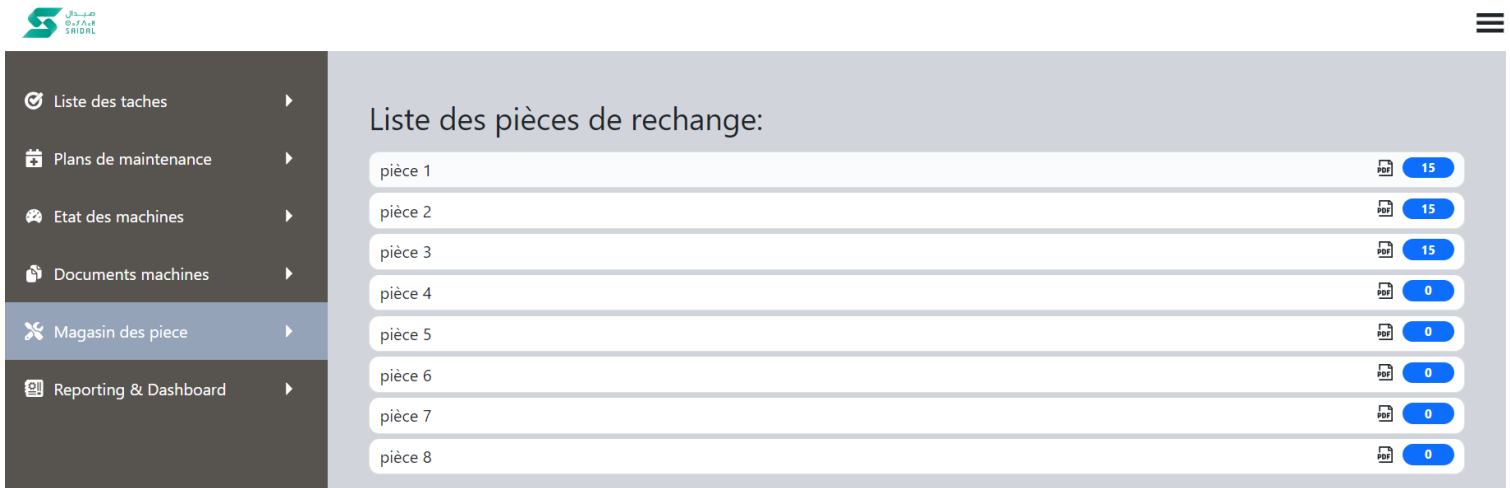 صيدال
ⵙⴰⵢⴷⴰⵍ
SAIDAL
Liste des taches
Plans de maintenance
Etat des machines
Documents machines
Magasin des piece
Reporting & Dashboard
Liste des pièces de rechange:
pièce 1 PDF 15
pièce 2 PDF 15
pièce 3 PDF 15
pièce 4 PDF 0
pièce 5 PDF 0
pièce 6 PDF 0
pièce 7 PDF 0
pièce 8 PDF 0